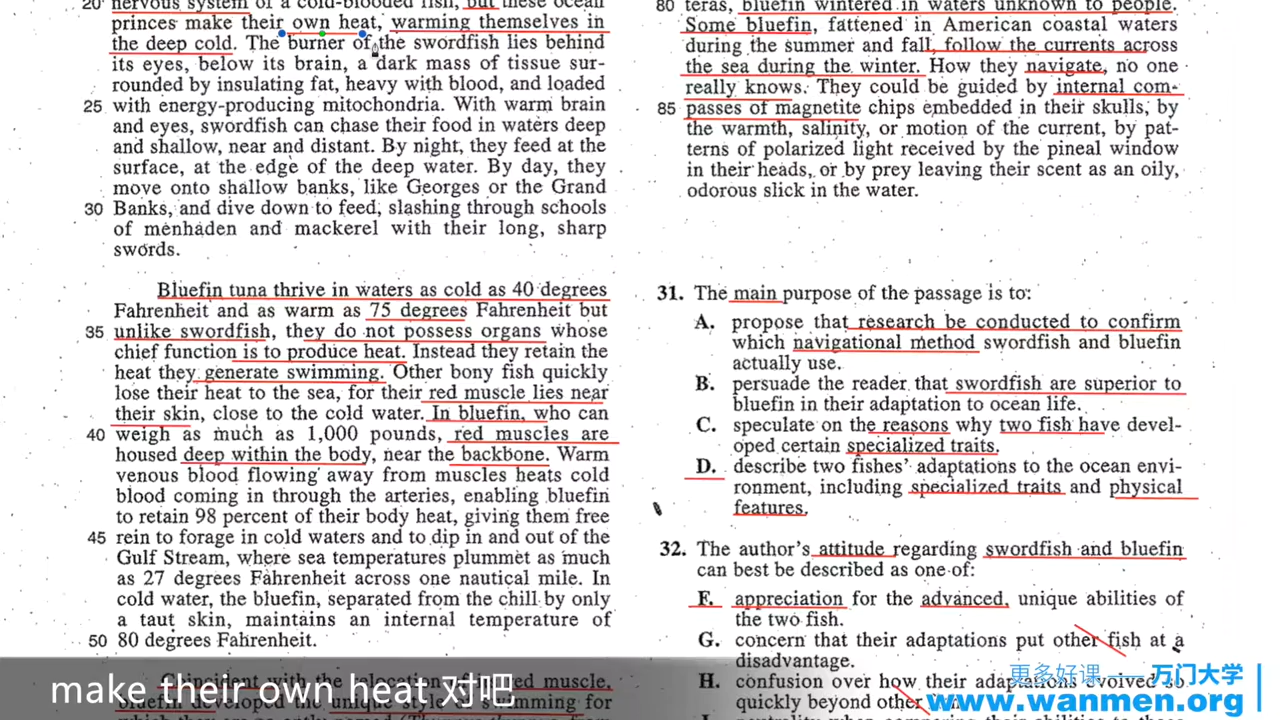 20 nervous system of a cold-blooded fish, but these ocean
princes make their own heat, warming themselves in
the deep cold. The burner of the swordfish lies behind
its eyes, below its brain, a dark mass of tissue sur-
rounded by insulating fat, heavy with blood, and loaded
25 with energy-producing mitochondria. With warm brain
and eyes, swordfish can chase their food in waters deep
and shallow, near and distant. By night, they feed at the
surface, at the edge of the deep water. By day, they
move onto shallow banks, like Georges or the Grand
30 Banks, and dive down to feed, slashing through schools
of menhaden and mackerel with their long, sharp
swords.
Bluefin tuna thrive in waters as cold as 40 degrees
Fahrenheit and as warm as 75 degrees Fahrenheit but
35 unlike swordfish, they do not possess organs whose
chief function is to produce heat. Instead they retain the
heat they generate swimming. Other bony fish quickly
lose their heat to the sea, for their red muscle lies near
their skin, close to the cold water. In bluefin, who can
40 weigh as much as 1,000 pounds, red muscles are
housed deep within the body, near the backbone. Warm
venous blood flowing away from muscles heats cold
blood coming in through the arteries, enabling bluefin
to retain 98 percent of their body heat, giving them free
45 rein to forage in cold waters and to dip in and out of the
Gulf Stream, where sea temperatures plummet as much
as 27 degrees Fahrenheit across one nautical mile. In
cold water, the bluefin, separated from the chill by only
a taut skin, maintains an internal temperature of
50 80 degrees Fahrenheit.
Coincident with the relocation of red muscle,
bluefin developed the unique style of swimming for
80 teras, bluefin wintered in waters unknown to people.
Some bluefin, fattened in American coastal waters
during the summer and fall, follow the currents across
the sea during the winter. How they navigate, no one
really knows. They could be guided by internal com-
85 passes of magnetite chips embedded in their skulls, by
the warmth, salinity, or motion of the current, by pat-
terns of polarized light received by the pineal window
in their heads, or by prey leaving their scent as an oily,
odorous slick in the water.
31. The main purpose of the passage is to:
A. propose that research be conducted to confirm
which navigational method swordfish and bluefin
actually use.
B. persuade the reader that swordfish are superior to
bluefin in their adaptation to ocean life.
C. speculate on the reasons why two fish have devel-
oped certain specialized traits.
D. describe two fishes' adaptations to the ocean envi-
ronment, including specialized traits and physical
features.
32. The author's attitude regarding swordfish and bluefin
can best be described as one of:
F. appreciation for the advanced, unique abilities of
the two fish.
G. concern that their adaptations put other fish at a
disadvantage.
H. confusion over how their adaptations evolved so
quickly beyond other
make their own heat 对吧
更多好课——万门大学
www.wanmen.org